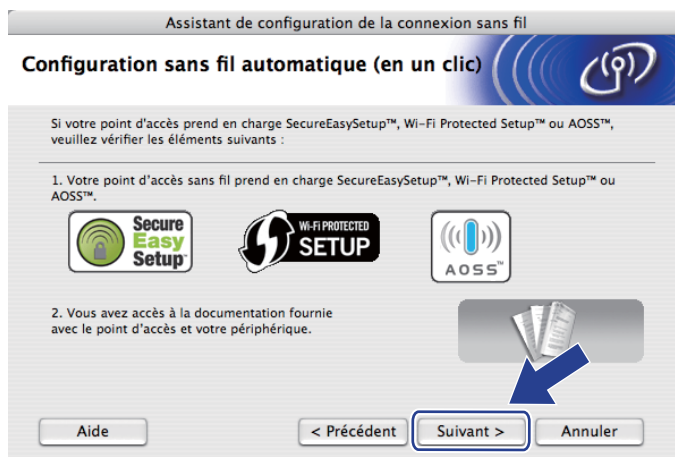 Assistant de configuration de la connexion sans fil
Configuration sans fil automatique (en un clic)
Si votre point d'accès prend en charge SecureEasySetup™, Wi-Fi Protected Setup™ ou AOSS™,
veuillez vérifier les éléments suivants :
1. Votre point d'accès sans fil prend en charge SecureEasySetup™, Wi-Fi Protected Setup™ ou
AOSS™.
Secure
Easy
Setup™
WI-FI PROTECTED
SETUP
AOSS™
2. Vous avez accès à la documentation fournie
avec le point d'accès et votre périphérique.
Aide
< Précédent
Suivant >
Annuler